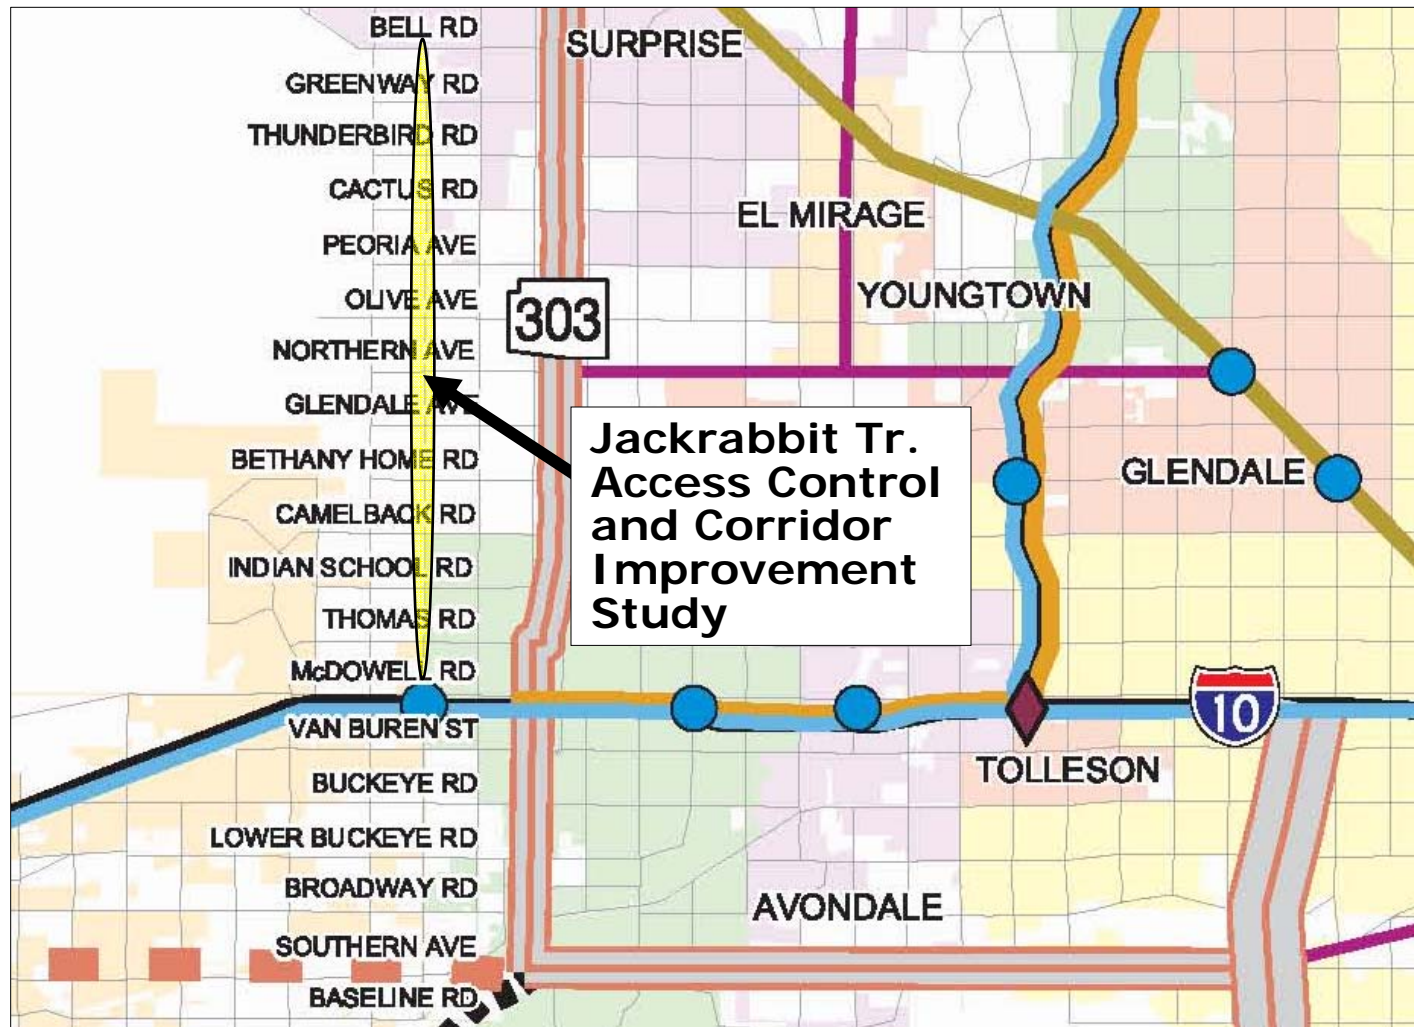 BELL RD
SURPRISE
GREENWAY RD
THUNDERBIRD RD
CACTUS RD
EL MIRAGE
PEORIA AVE
OLIVE AVE
YOUNGTOWN
303
NORTHERN AVE
GLENDALE AVE
Jackrabbit Tr.
Access Control
and Corridor
Improvement
Study
BETHANY HOME RD
GLENDALE
CAMELBACK RD
INDIAN SCHOOL RD
THOMAS RD
McDOWELL RD
10
VAN BUREN ST
TOLLESON
BUCKEYE RD
LOWER BUCKEYE RD
BROADWAY RD
AVONDALE
SOUTHERN AVE
BASELINE RD